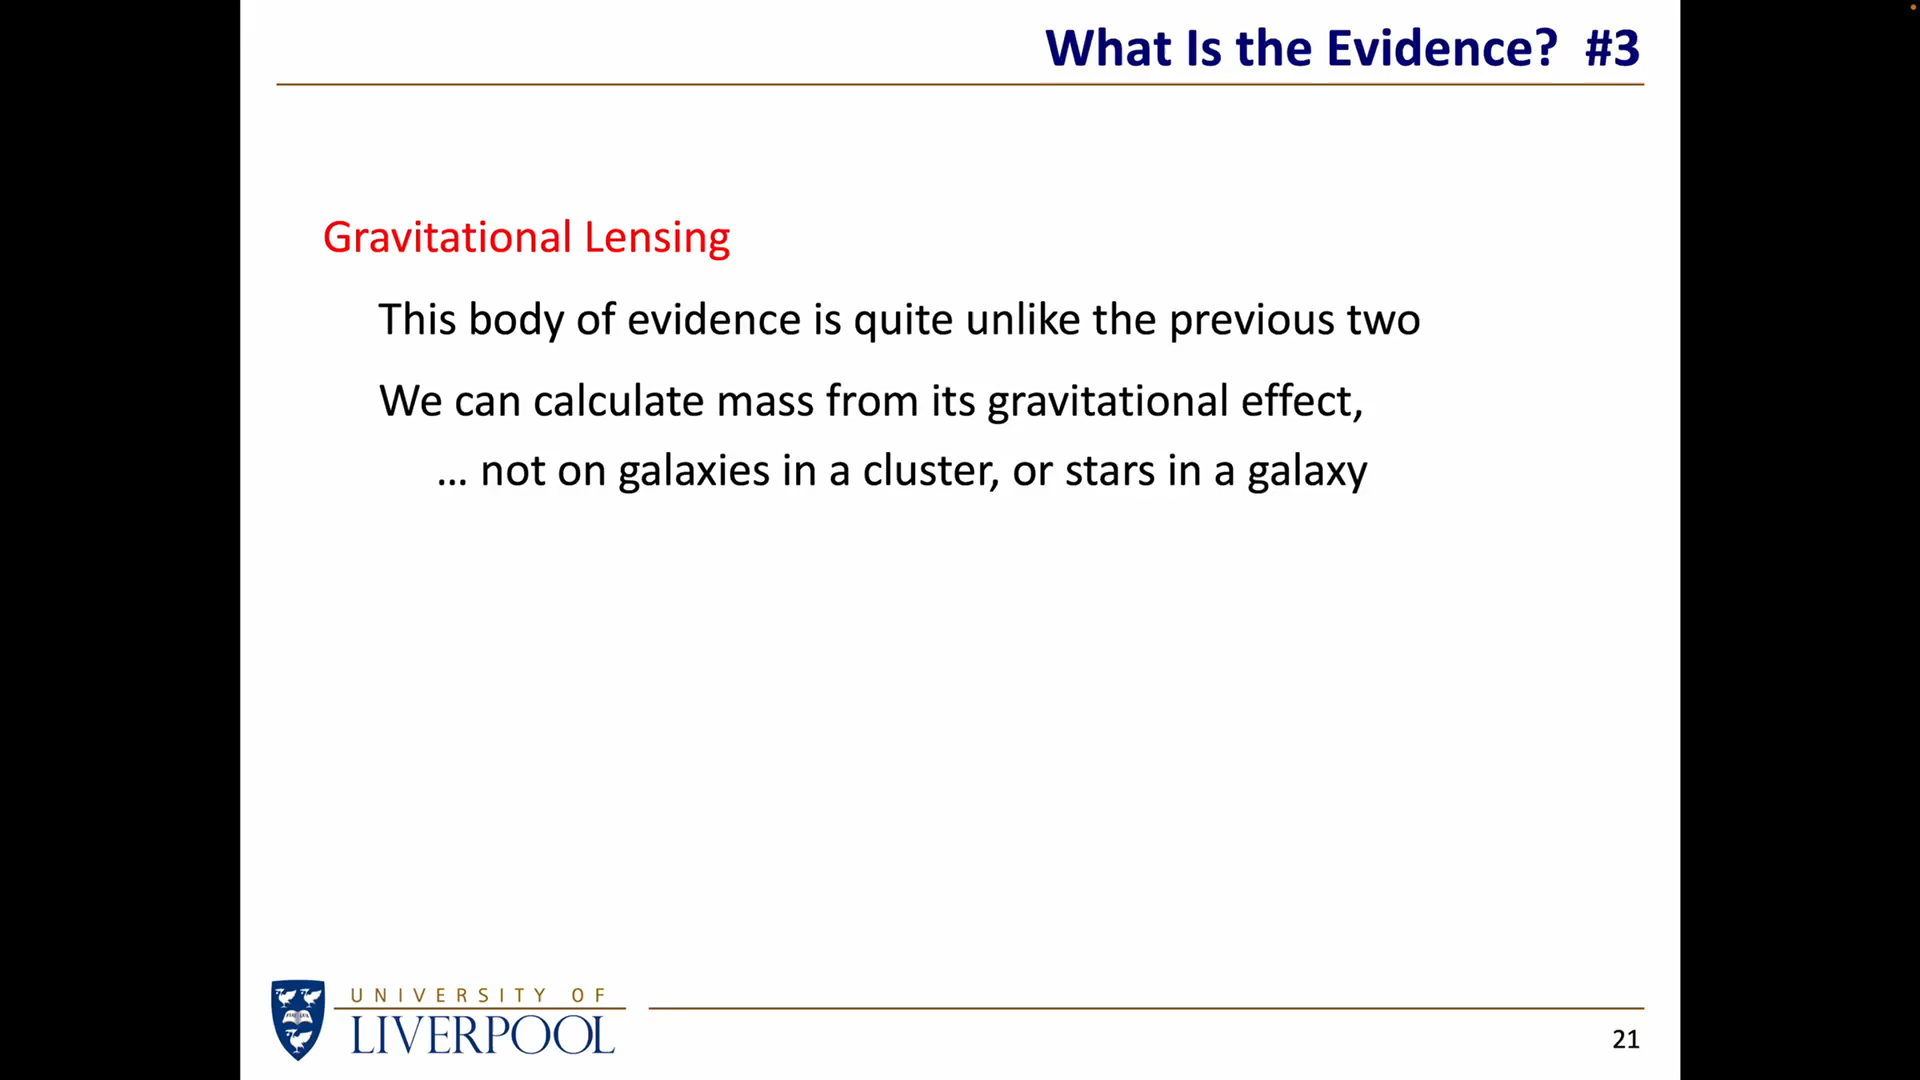 What Is the Evidence? #3
Gravitational Lensing
This body of evidence is quite unlike the previous two
We can calculate mass from its gravitational effect,
... not on galaxies in a cluster, or stars in a galaxy
UNIVERSITY OF
LIVERPOOL
21